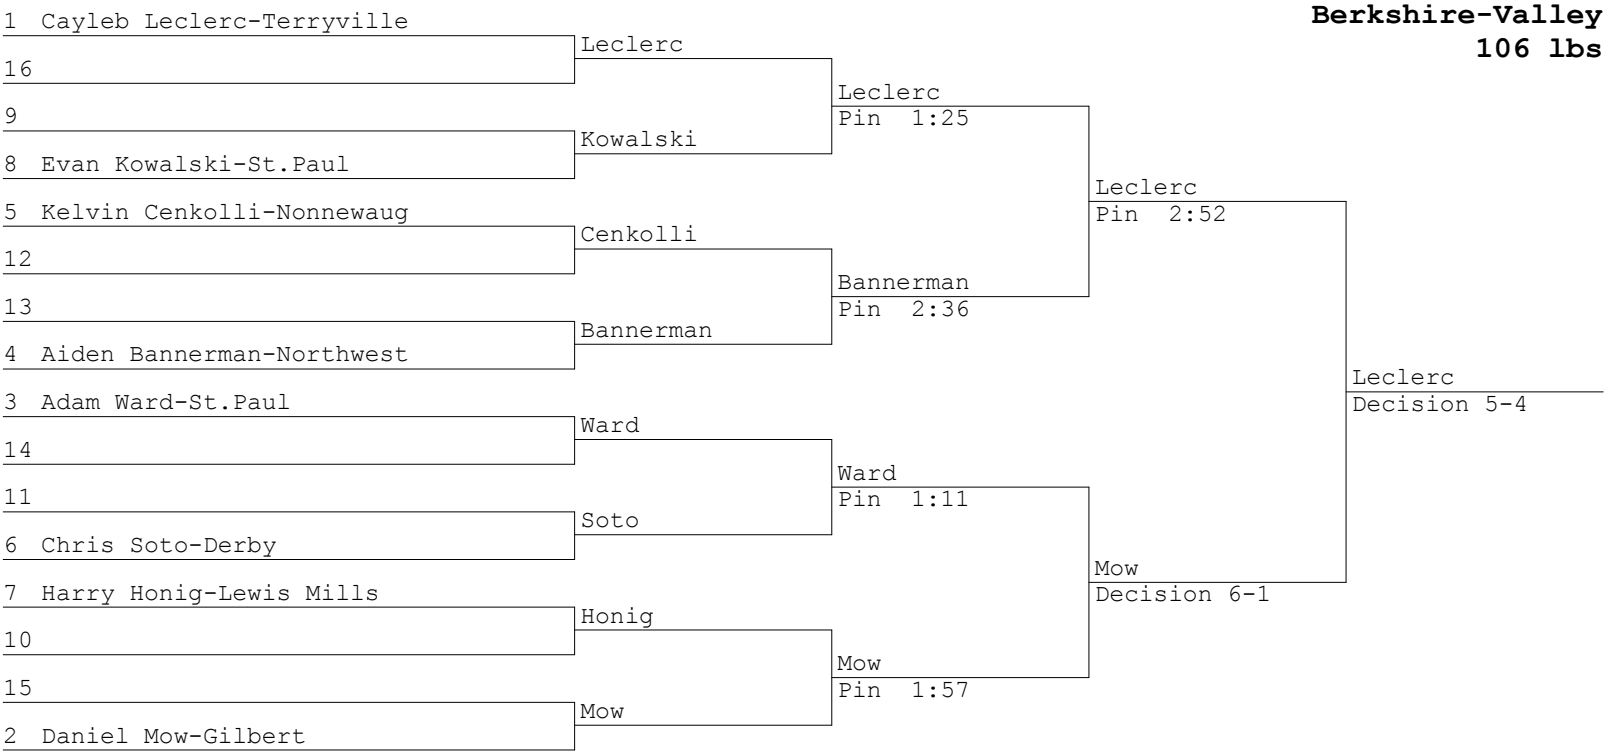 Berkshire-Valley
106 lbs
1 Cayleb Leclerc-Terryville
16
9
8 Evan Kowalski-St.Paul
5 Kelvin Cenkolli-Nonnewaug
12
13
4 Aiden Bannerman-Northwest
3 Adam Ward-St.Paul
14
11
6 Chris Soto-Derby
7 Harry Honig-Lewis Mills
10
15
2 Daniel Mow-Gilbert
Leclerc
Kowalski
Cenkolli
Bannerman
Ward
Soto
Honig
Mow
Leclerc
Pin 1:25
Bannerman
Pin 2:36
Ward
Pin 1:11
Mow
Pin 1:57
Leclerc
Pin 2:52
Mow
Decision 6-1
Leclerc
Decision 5-4